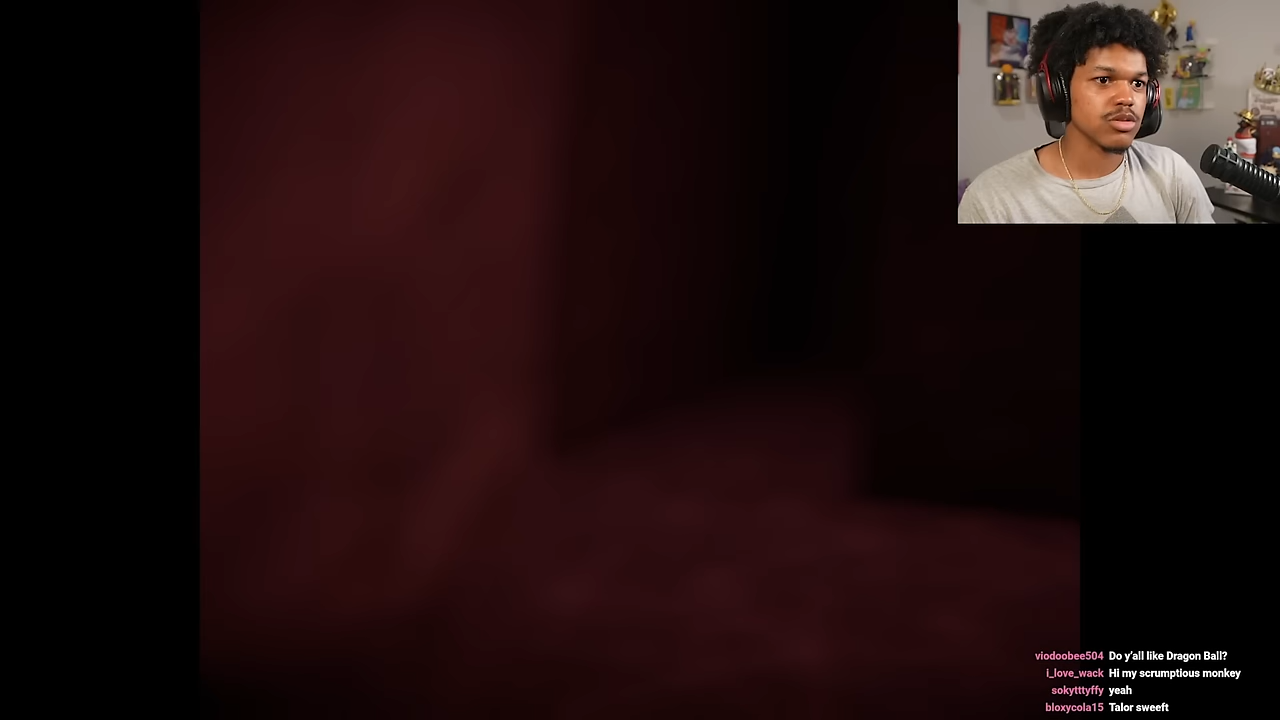 viodoobee504 Do y'all like Dragon Ball?
i_love_wack Hi my scrumptious monkey
sokytttyffy yeah
bloxycola15 Talor sweeft